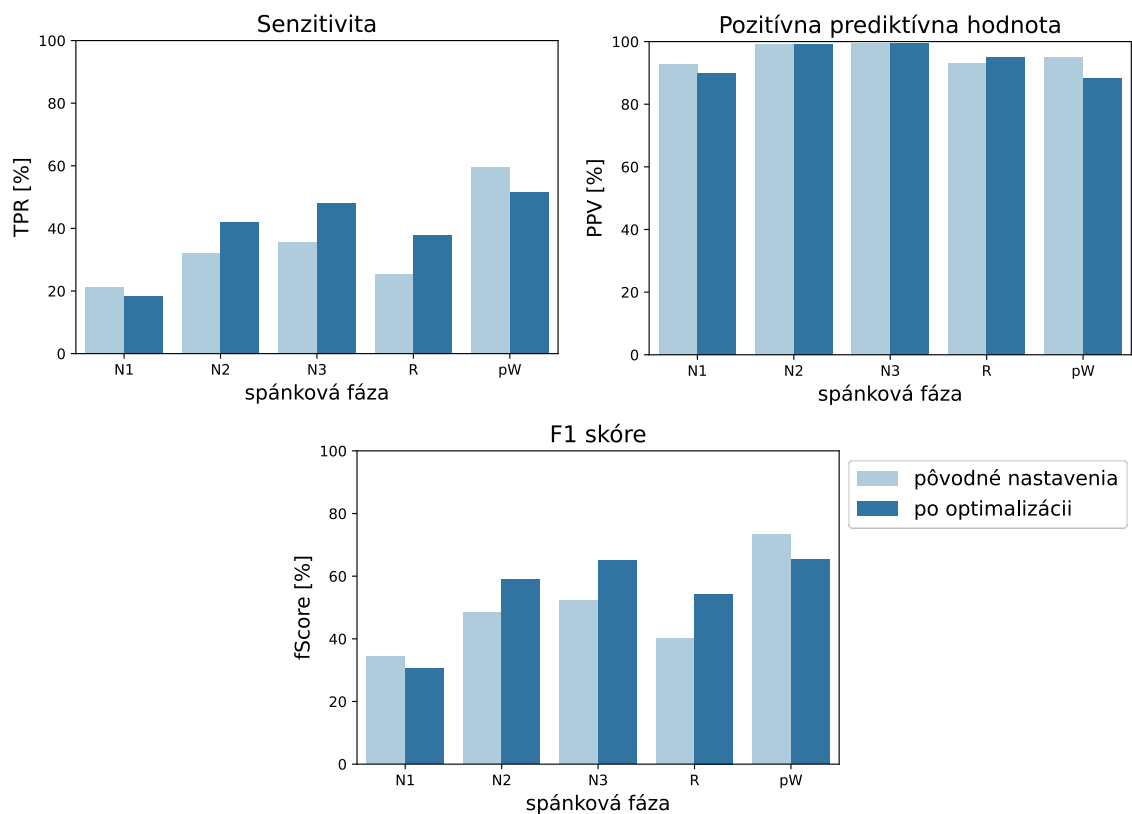 Senzitivita
100
80
60
40
20
0
TPR [%]
N1 N2 N3 R pW
spánková fáza
Pozitívna prediktívna hodnota
100
80
60
40
20
0
PPV [%]
N1 N2 N3 R pW
spánková fáza
F1 skóre
100
80
60
40
20
0
fScore [%]
N1 N2 N3 R pW
spánková fáza
pôvodné nastavenia
po optimalizácii